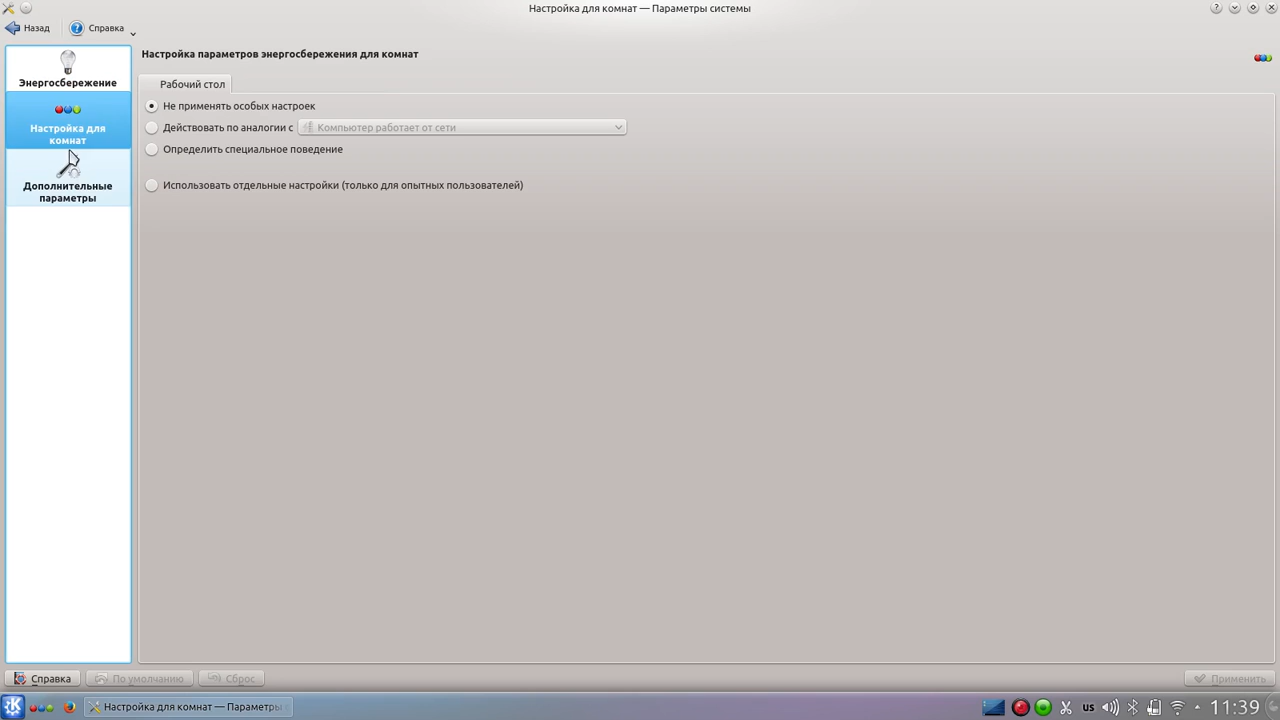 Настройка для комнат — Параметры системы
Назад
Справка
Энергосбережение
Настройка для
комнат
Дополнительные
параметры
Настройка параметров энергосбережения для комнат
Рабочий стол
Не применять особых настроек
Действовать по аналогии с
Компьютер работает от сети
Определить специальное поведение
Использовать отдельные настройки (только для опытных пользователей)
Справка
По умолчанию
Сброс
Применить
Настройка для комнат — Параметры с
us
11:39